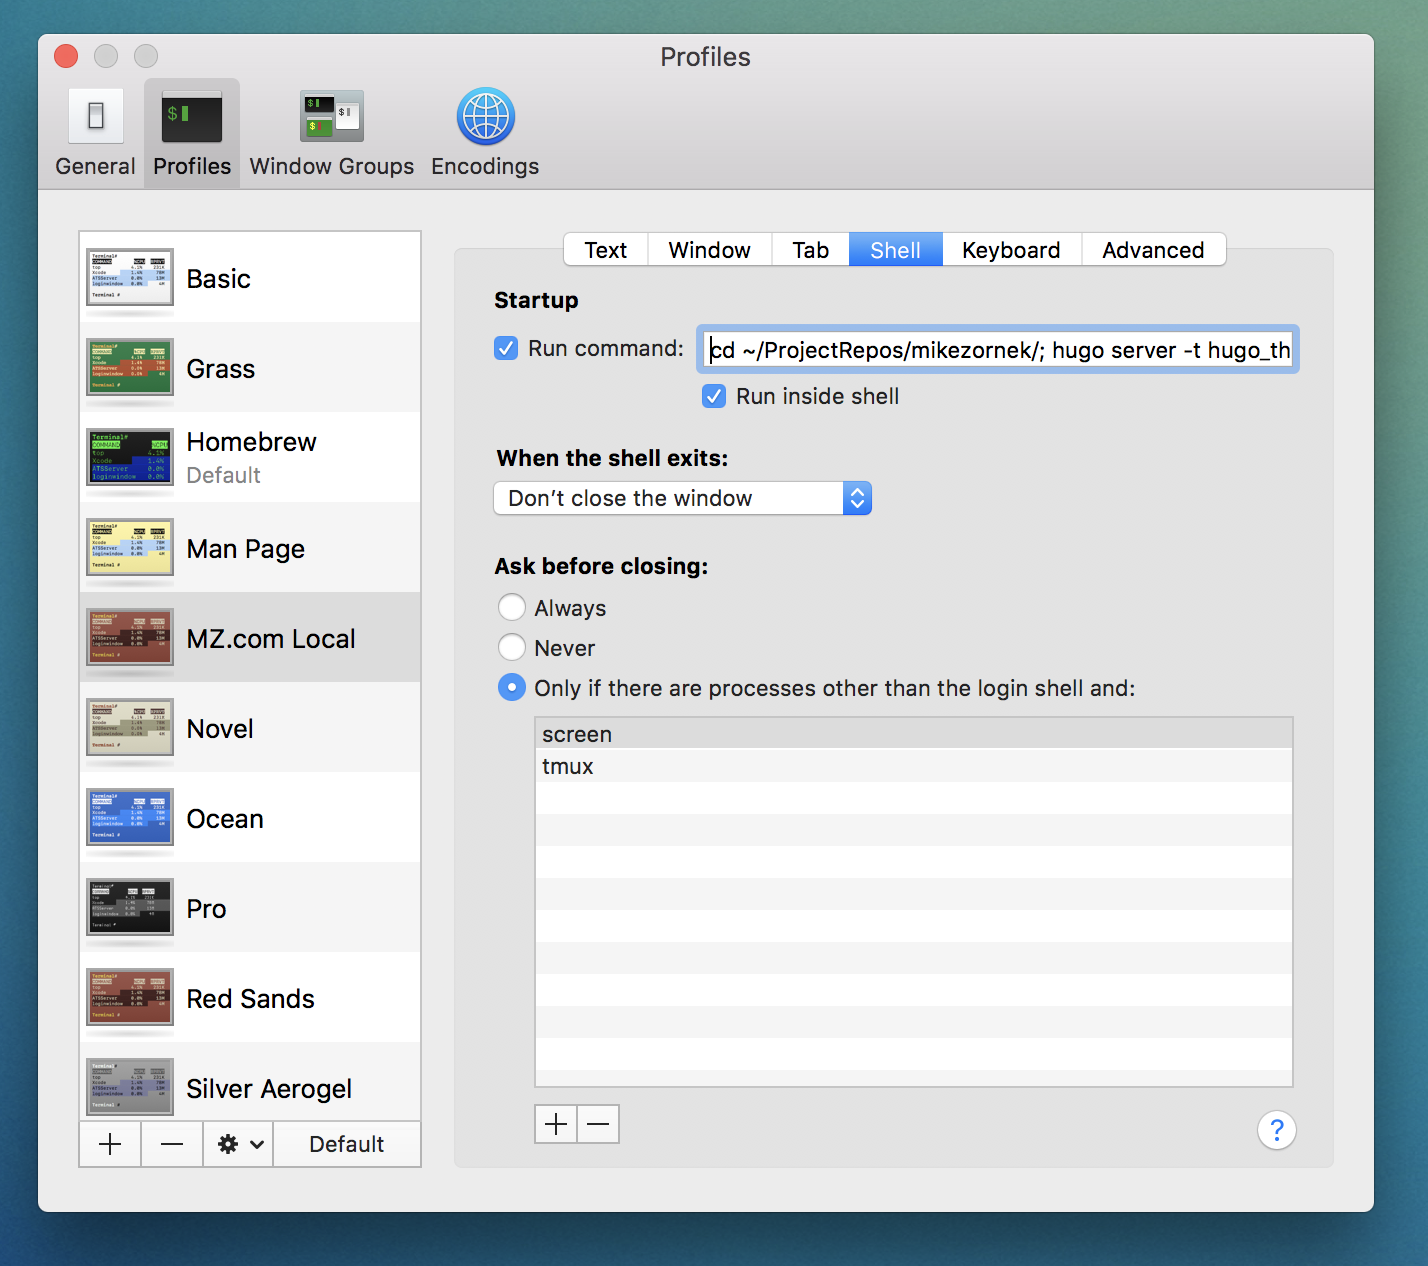 Profiles
General
Profiles
Window Groups
Encodings
Basic
Grass
Homebrew
Default
Man Page
MZ.com Local
Novel
Ocean
Pro
Red Sands
Silver Aerogel
Default
Text
Window
Tab
Shell
Keyboard
Advanced
Startup
Run command:
cd ~/ProjectRepos/mikezornek/; hugo server -t hugo_th
Run inside shell
When the shell exits:
Don’t close the window
Ask before closing:
Always
Never
Only if there are processes other than the login shell and:
screen
tmux
?